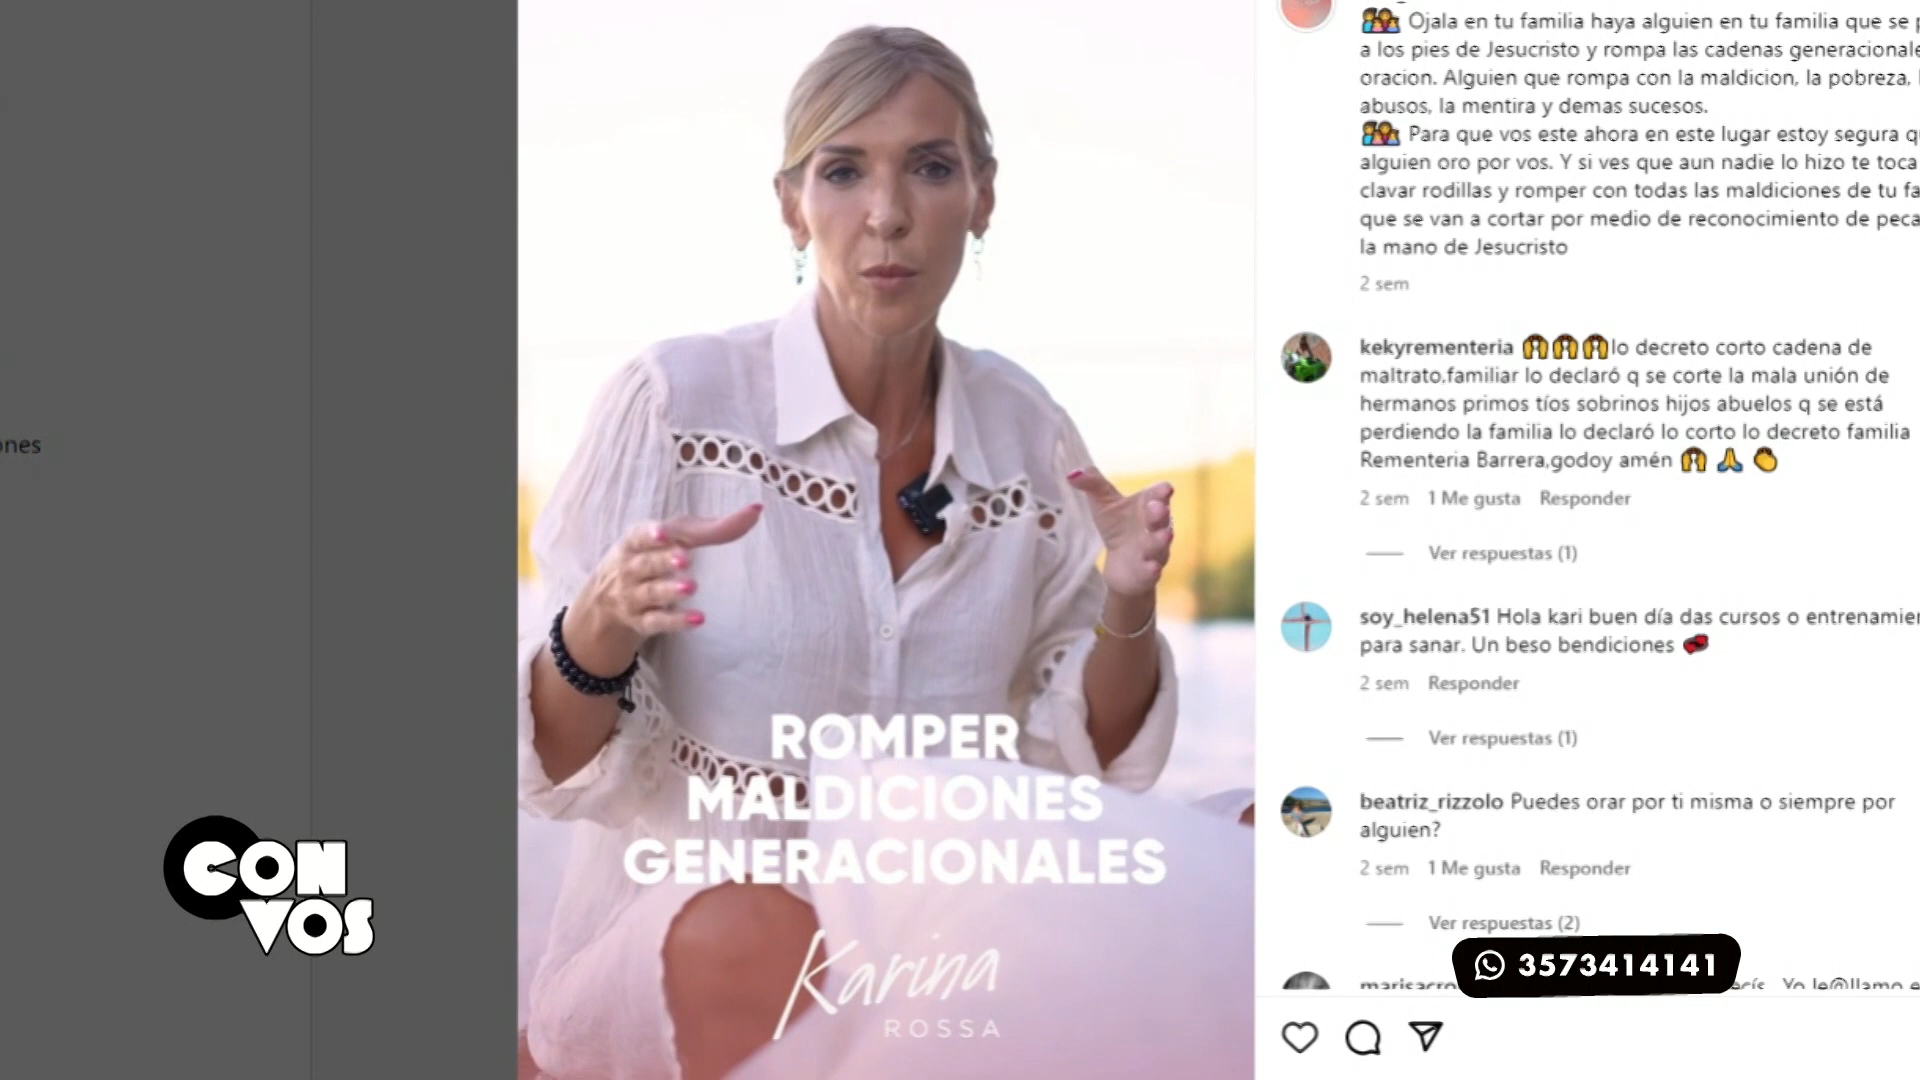 ones
CON
VOS
ROMPER
MALDICIONES
GENERACIONALES
Karina
ROSSA
Ojala en tu familia haya alguien en tu familia que se
a los pies de Jesucristo y rompa las cadenas
oracion. Alguien que rompa con la maldicion, la pobreza,
abusos, la mentira y demas sucesos.
Para que vos este ahora en este lugar estoy segura
alguien oro por vos. Y si ves que aun nadie lo hizo te toca
clavar rodillas y romper con todas las maldiciones de tu
que se van a cortar por medio de reconocimiento de
la mano de Jesucristo
2 sem
kekyrementeria lo decreto corto cadena de
maltrato,familiar lo declaró q se corte la mala unión de
hermanos primos tíos sobrinos hijos abuelos q se está
perdiendo la familia lo declaró lo corto lo decreto familia
Rementeria Barrera,godoy amén
2 sem 1 Me gusta Responder
Ver respuestas (1)
soy_helena51 Hola kari buen día das cursos o
para sanar. Un beso bendiciones
2 sem Responder
Ver respuestas (1)
beatriz_rizzolo Puedes orar por ti misma o siempre por
alguien?
2 sem 1 Me gusta Responder
Ver respuestas (2)
3573414141